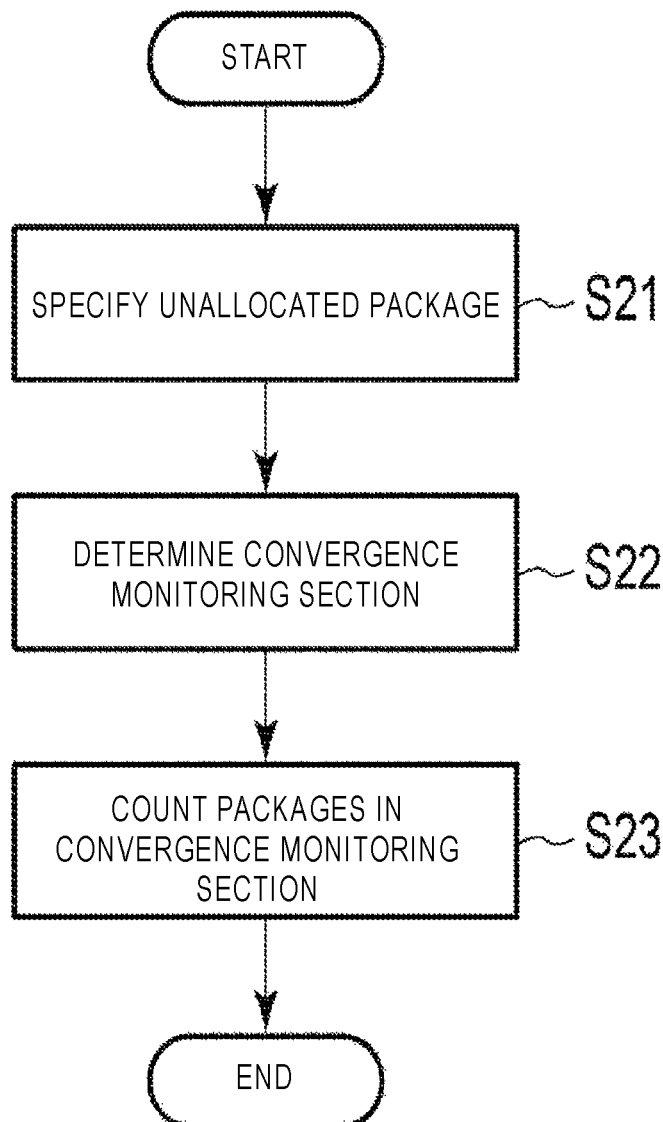 START
SPECIFY UNALLOCATED PACKAGE
S21
DETERMINE CONVERGENCE
MONITORING SECTION
S22
COUNT PACKAGES IN
CONVERGENCE MONITORING
SECTION
S23
END